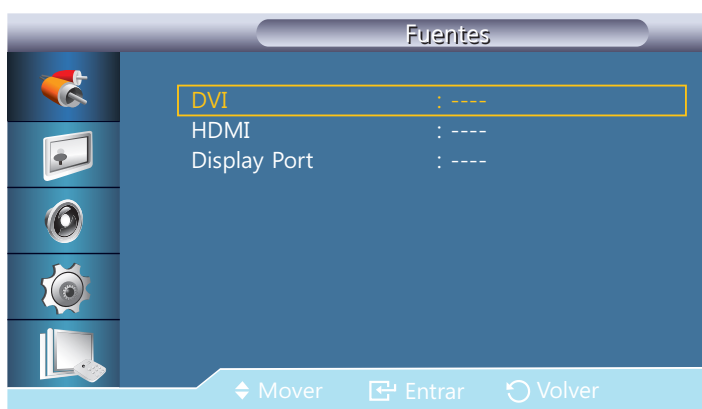 Fuentes
DVI : ----
HDMI : ----
Display Port : ----
Mover Entrar Volver